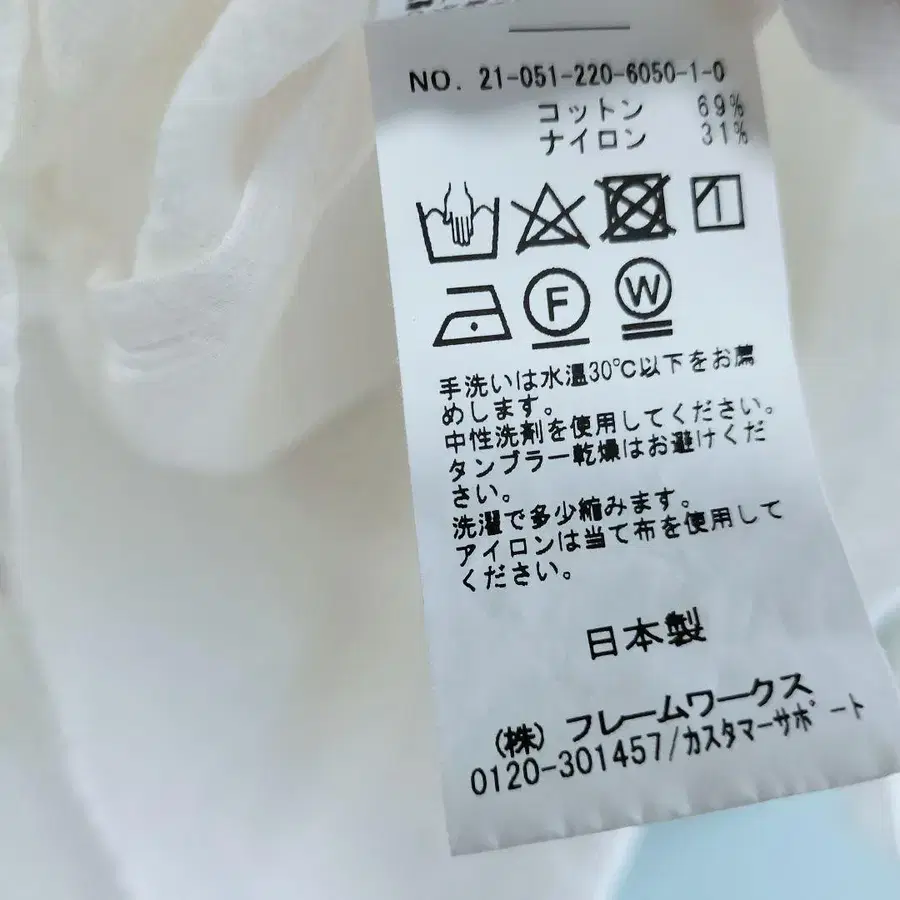 NO. 21-051-220-6050-1-0
コットン 69%
ナイロン 31%
F
W
手洗いは水温30℃以下をお薦
めします。
中性洗剤を使用してください。
タンブラー乾燥はお避けくだ
さい。
洗濯で多少縮みます。
アイロンは当て布を使用して
ください。
日本製
(株) フレームワークス
0120-301457/カスタマーサポート